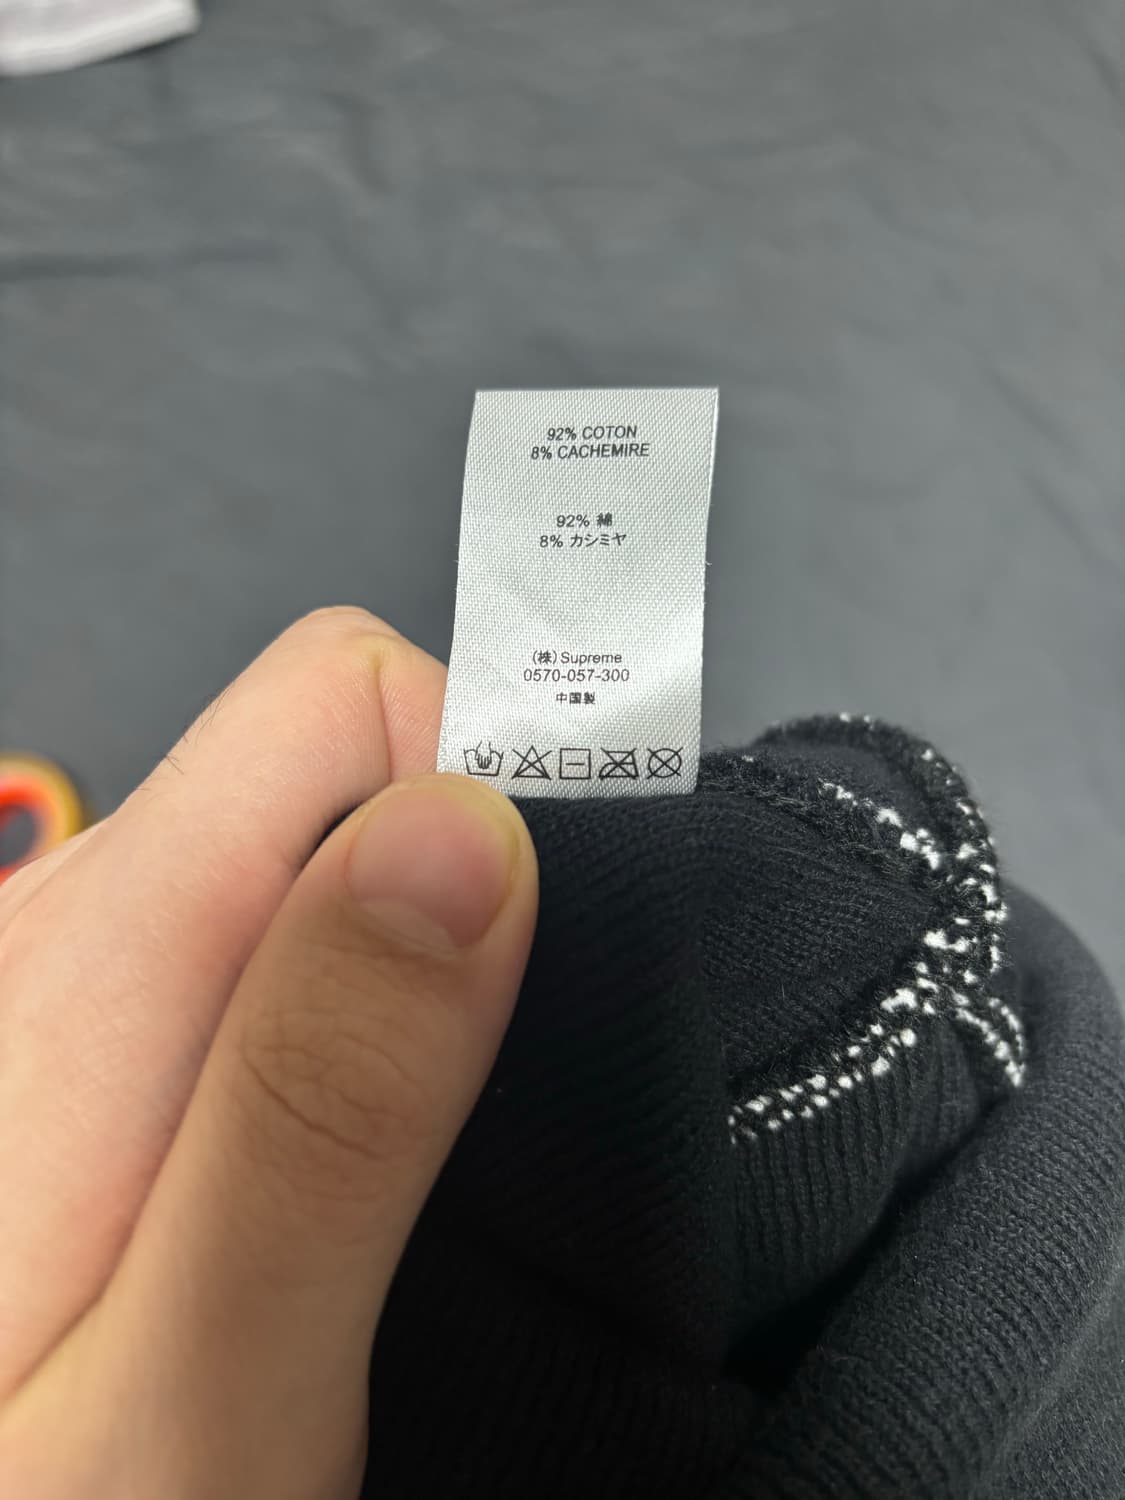 92% COTON
8% CACHEMIRE
92% 綿
8% カシミヤ
(株)Supreme
0570-057-300
中国製